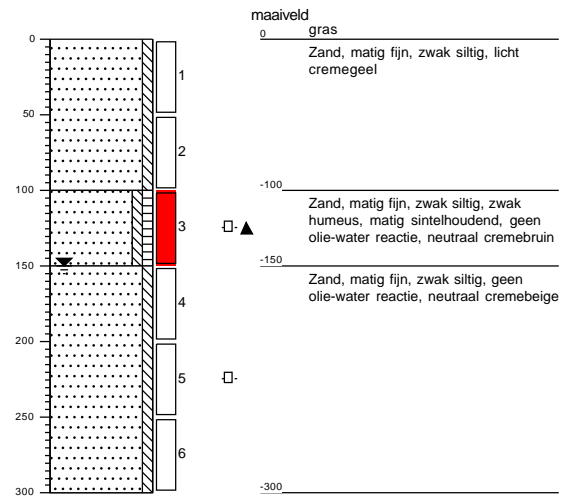 maaiveld
0
0
gras
Zand, matig fijn, zwak siltig, licht
cremegeel
1
50
2
100
-100
Zand, matig fijn, zwak siltig, zwak
humeus, matig sintelhoudend, geen
olie-water reactie, neutraal cremebruin
3
150
-150
Zand, matig fijn, zwak siltig, geen
olie-water reactie, neutraal cremebeige
4
200
5
250
6
300
-300